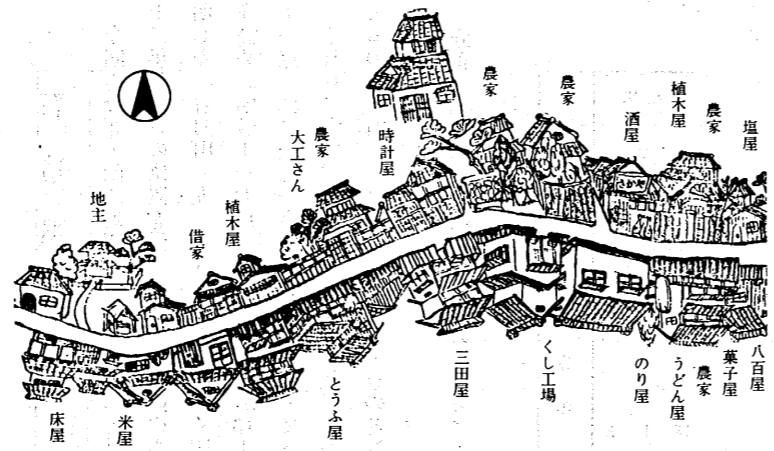 地主
借家
植木屋
大工さん
農家
時計屋
農家
農家
酒屋
植木屋
農家
塩屋
さかや
床屋
米屋
とうふ屋
三田屋
くし工場
のり屋
うどん屋
農家
菓子屋
八百屋